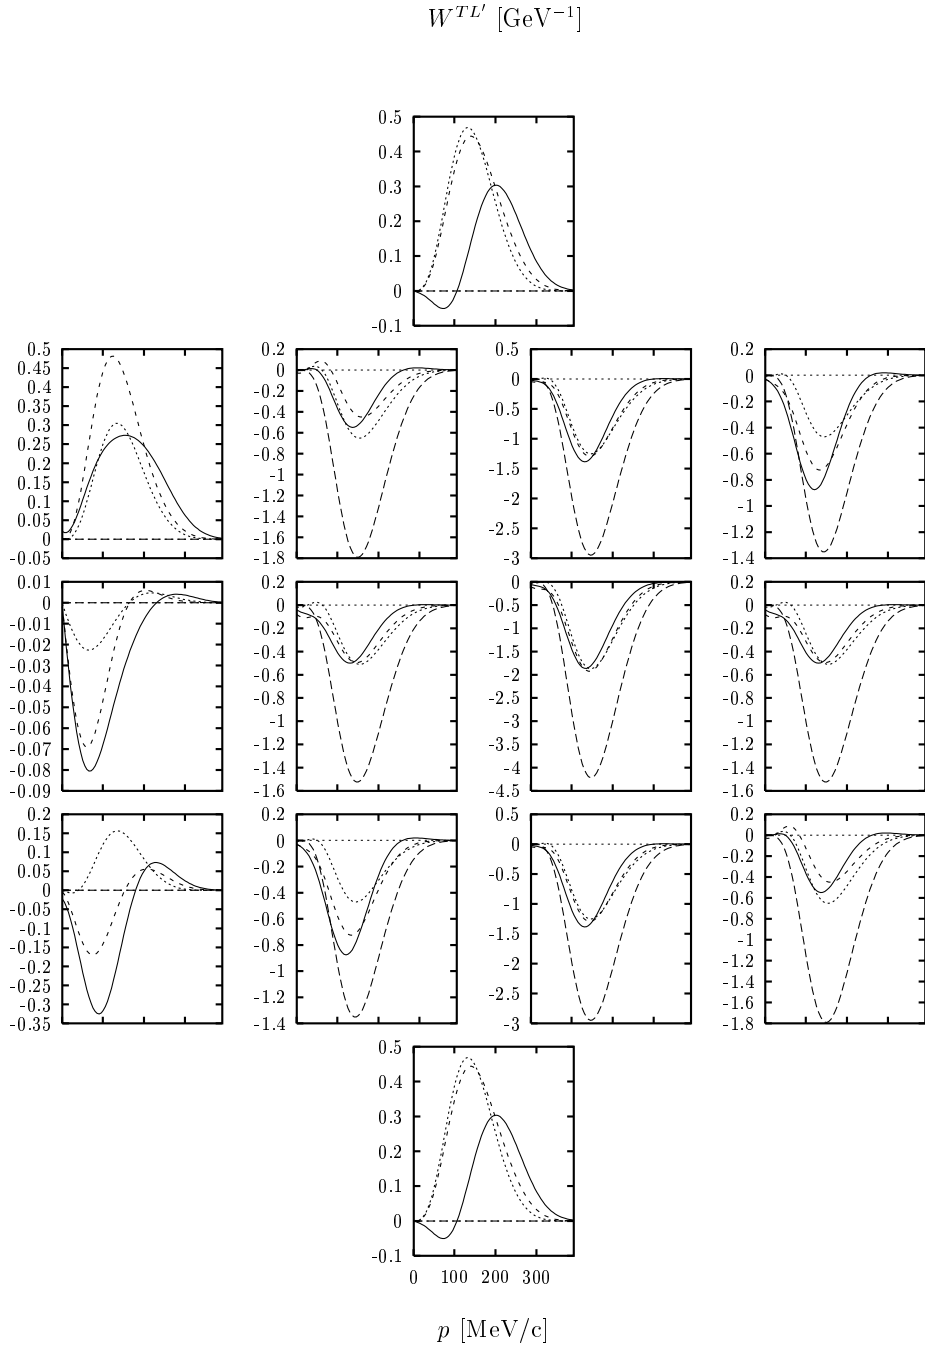 W^{TL'} [GeV^{-1}]
0.5
0.4
0.3
0.2
0.1
0
-0.1
0.5 0.2 0.5 0.2
0.45 0 0 0
0.4 -0.2 -0.5 -0.2
0.35 -0.4 -1 -0.4
0.3 -0.6 -1.5 -0.6
0.25 -0.8 -2 -0.8
0.2 -1 -2.5 -1
0.15 -1.2 -3 -1.2
0.1 -1.4 -1.4
0.05 -1.6
0 -1.8
-0.05
0.01 0.2 0 0.2
0 0 -0.5 0
-0.01 -0.2 -1 -0.2
-0.02 -0.4 -1.5 -0.4
-0.03 -0.6 -2 -0.6
-0.04 -0.8 -2.5 -0.8
-0.05 -1 -3 -1
-0.06 -1.2 -3.5 -1.2
-0.07 -1.4 -4 -1.4
-0.08 -1.6 -4.5 -1.6
-0.09
0.2 0.2 0.5 0.2
0.15 0 0 0
0.1 -0.2 -0.5 -0.2
0.05 -0.4 -1 -0.4
0 -0.6 -1.5 -0.6
-0.05 -0.8 -2 -0.8
-0.1 -1 -2.5 -1
-0.15 -1.2 -3 -1.2
-0.2 -1.4 -1.4
-0.25 -1.6
-0.3 -1.8
-0.35
0.5
0.4
0.3
0.2
0.1
0
-0.1
0 100 200 300
p [MeV/c]